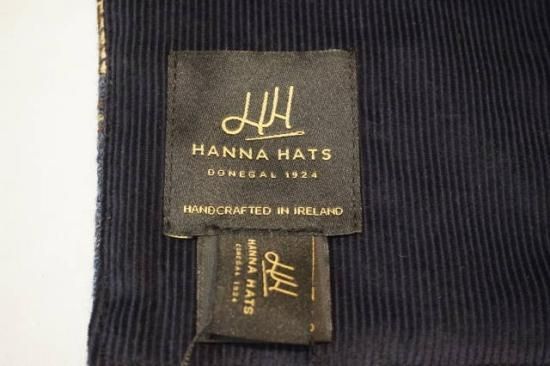 HH
HANNA HATS
DONEGAL 1924
HANDCRAFTED IN IRELAND
HH
HANNA HATS
DONEGAL 1924